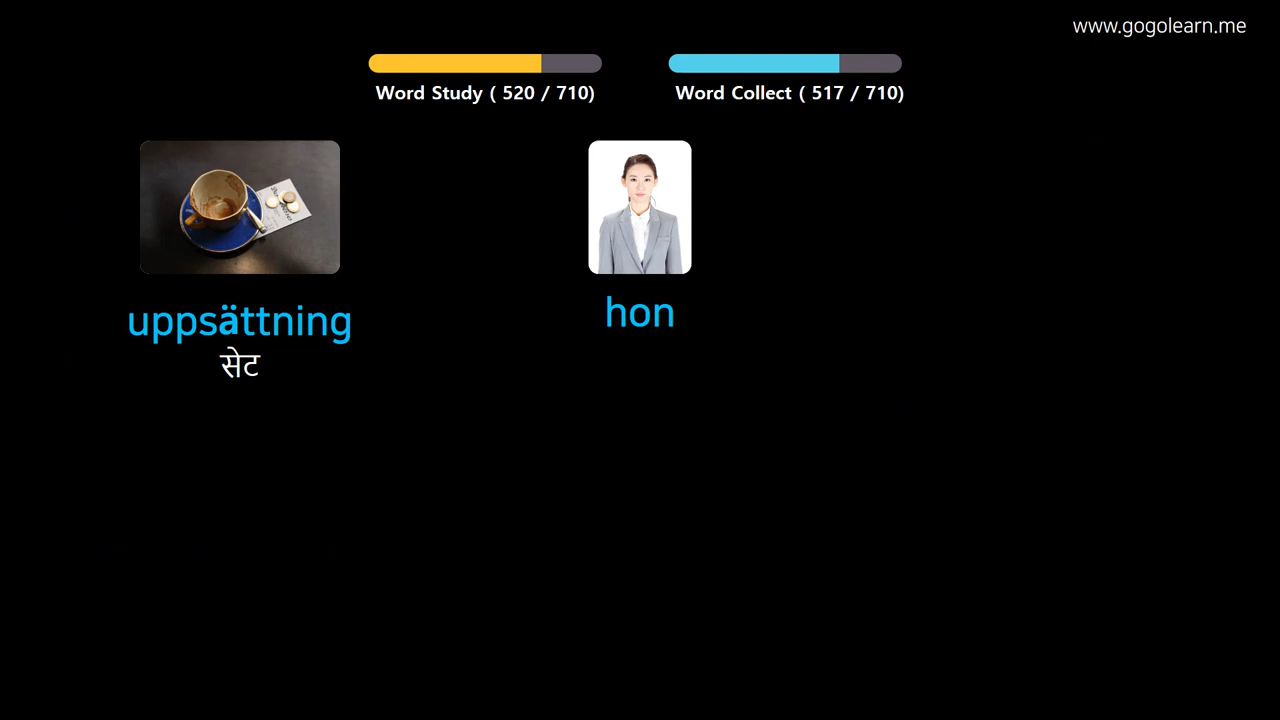 www.gogolearn.me
Word Study ( 520 / 710)
Word Collect ( 517 / 710)
uppsättning
hon
सेट